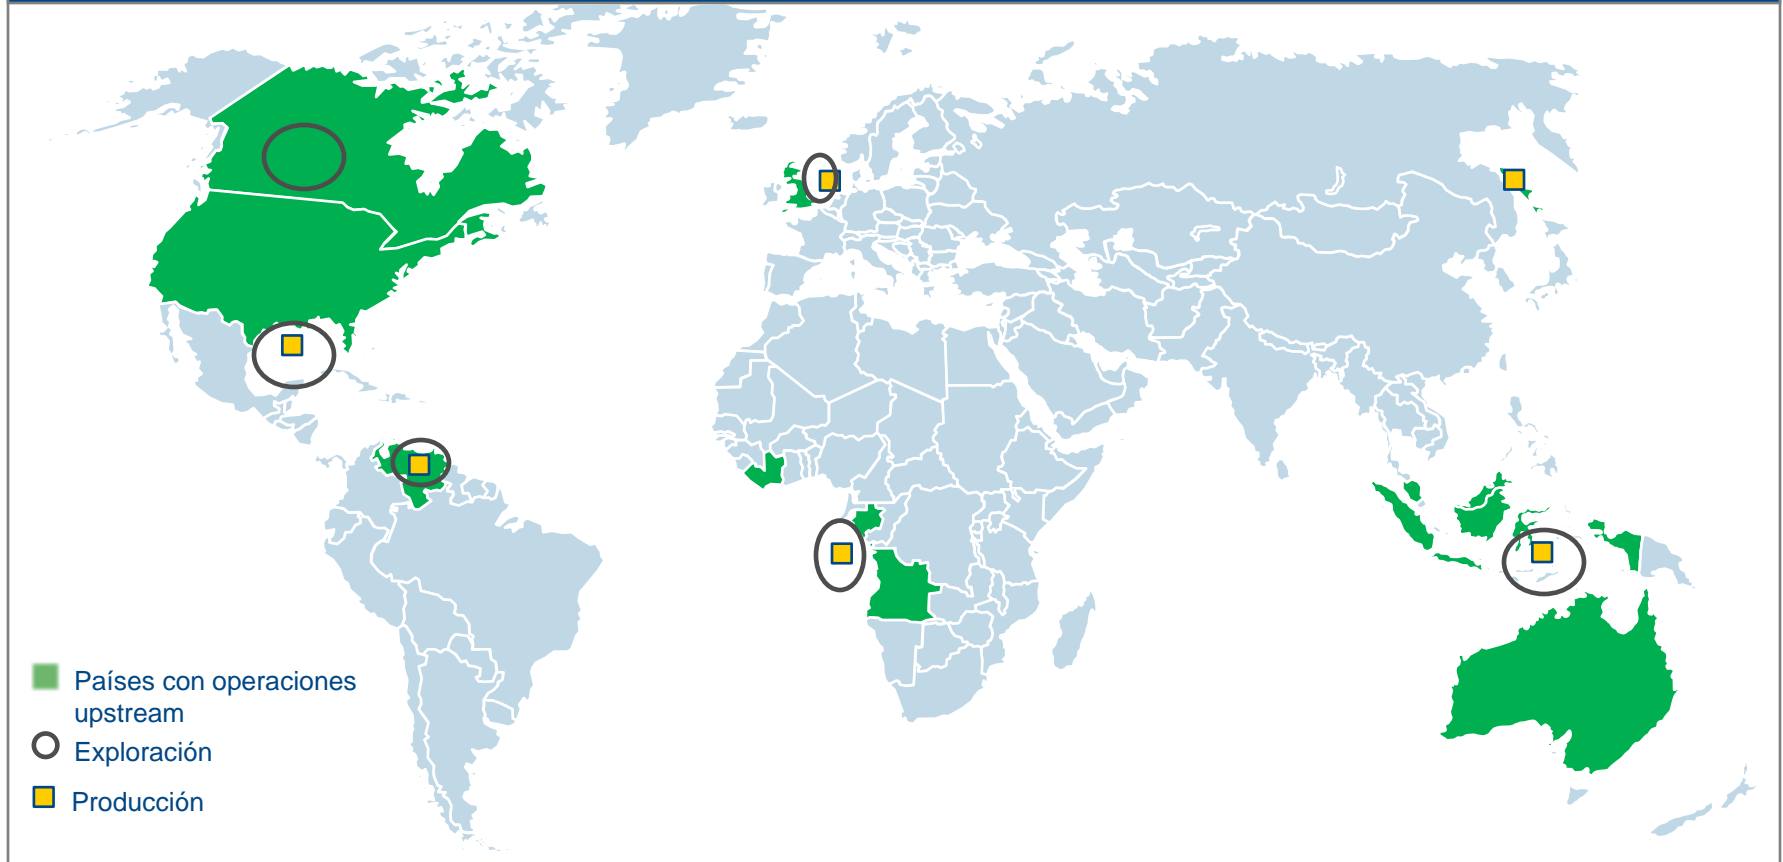 Países con operaciones
upstream
Exploración
Producción